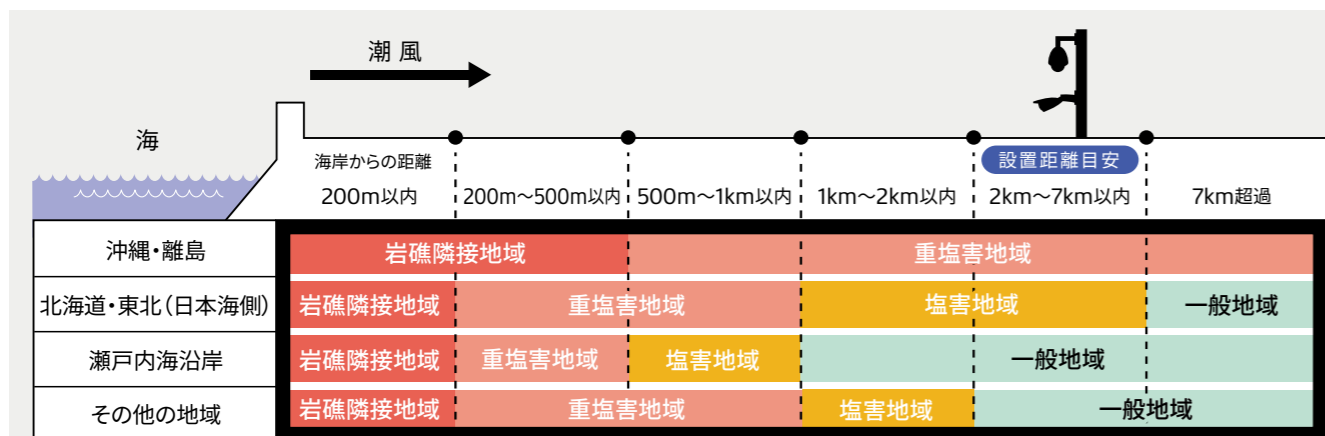 潮風
海
海岸からの距離
設置距離目安
200m以内
200m〜500m以内
500m〜1km以内
1km〜2km以内
2km〜7km以内
7km超過
沖縄・離島
岩礁隣接地域
重塩害地域
北海道・東北(日本海側)
岩礁隣接地域
重塩害地域
塩害地域
一般地域
瀬戸内海沿岸
岩礁隣接地域
重塩害地域
塩害地域
一般地域
その他の地域
岩礁隣接地域
重塩害地域
塩害地域
一般地域